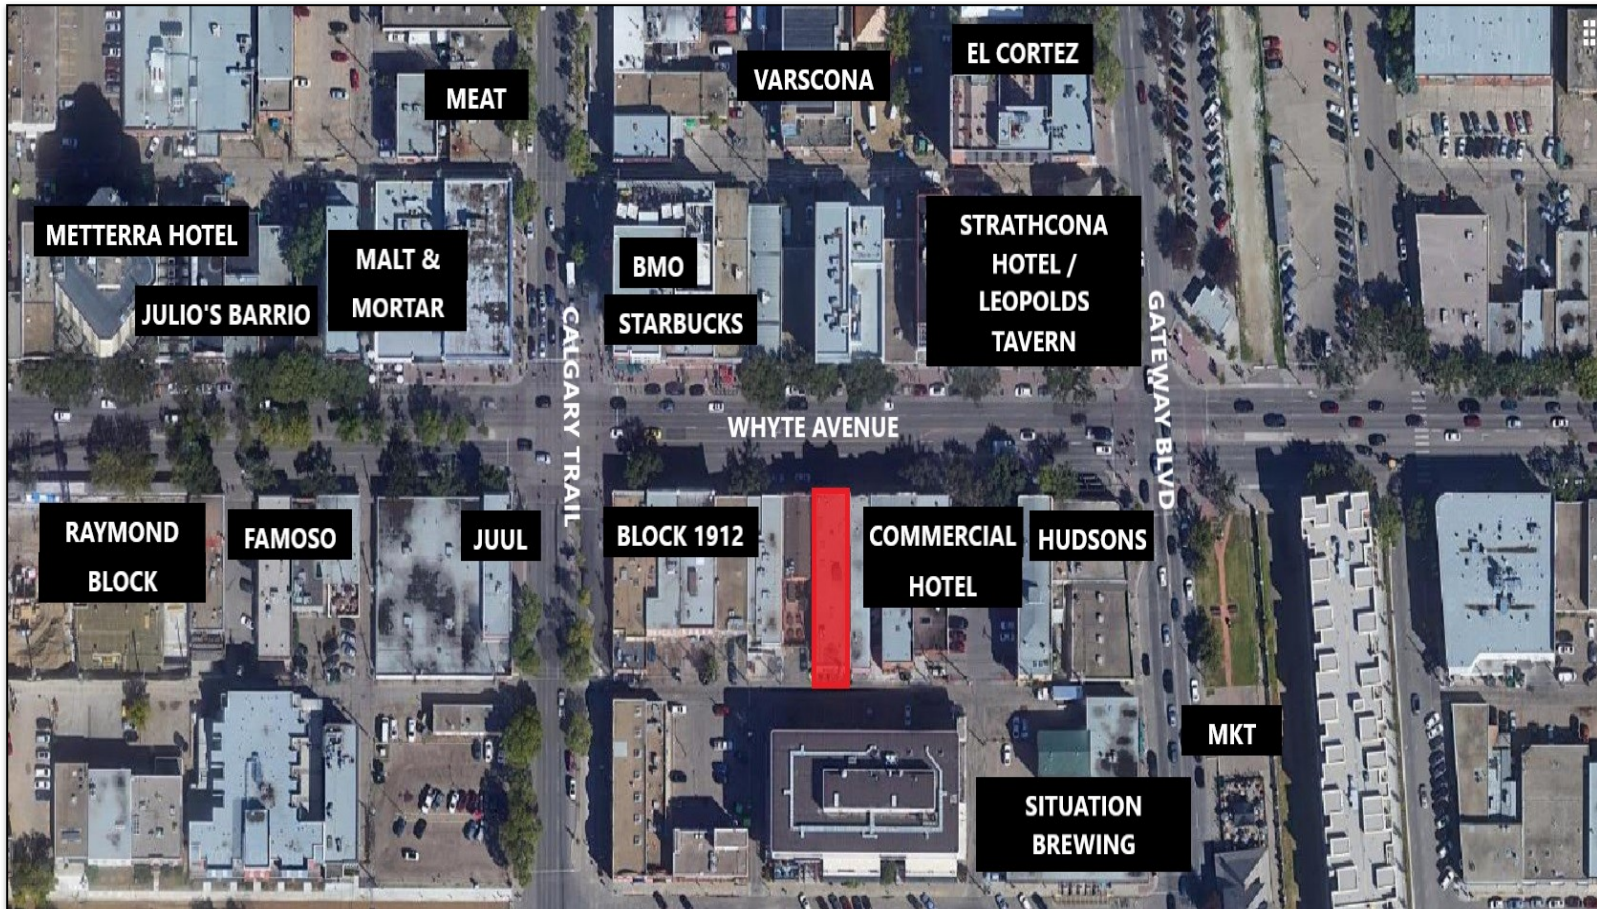 EL CORTEZ
VARSCONA
MEAT
METTERRA HOTEL
JULIO'S BARRIO
MALT &
MORTAR
BMO
STARBUCKS
STRATHCONA
HOTEL /
LEOPOLDS
TAVERN
CALGARY TRAIL
WHYTE AVENUE
GATEWAY BLVD
RAYMOND
BLOCK
FAMOSO
JUUL
BLOCK 1912
COMMERCIAL
HOTEL
HUDSONS
MKT
SITUATION
BREWING